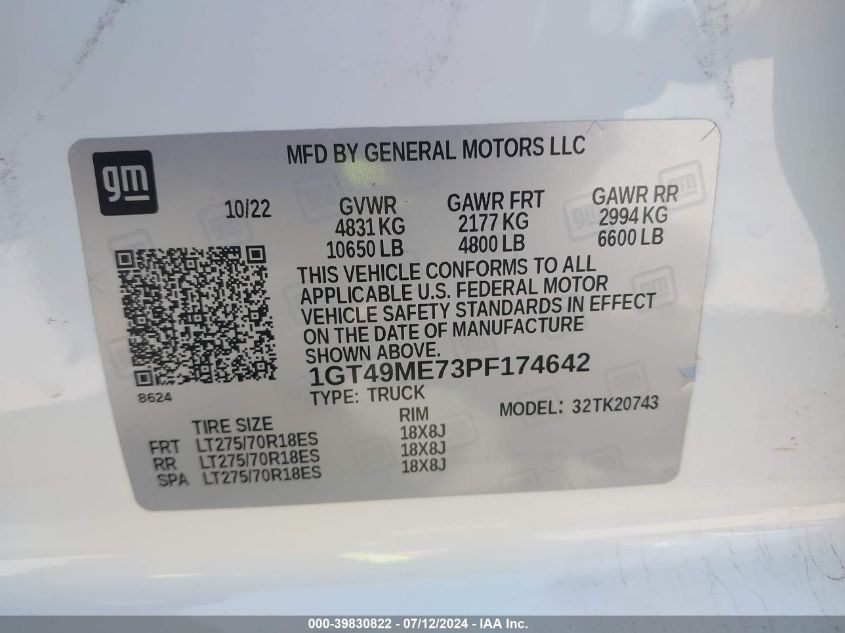 gm
MFD BY GENERAL MOTORS LLC
10/22 GVWR GAWR FRT GAWR RR
4831 KG 2177 KG 2994 KG
10650 LB 4800 LB 6600 LB
THIS VEHICLE CONFORMS TO ALL
APPLICABLE U.S. FEDERAL MOTOR
VEHICLE SAFETY STANDARDS IN EFFECT
ON THE DATE OF MANUFACTURE
SHOWN ABOVE.
1GT49ME73PF174642
8624
TYPE: TRUCK
MODEL: 32TK20743
TIRE SIZE RIM
FRT LT275/70R18ES 18X8J
RR LT275/70R18ES 18X8J
SPA LT275/70R18ES 18X8J
000-39830822 - 07/12/2024 - IAA Inc.